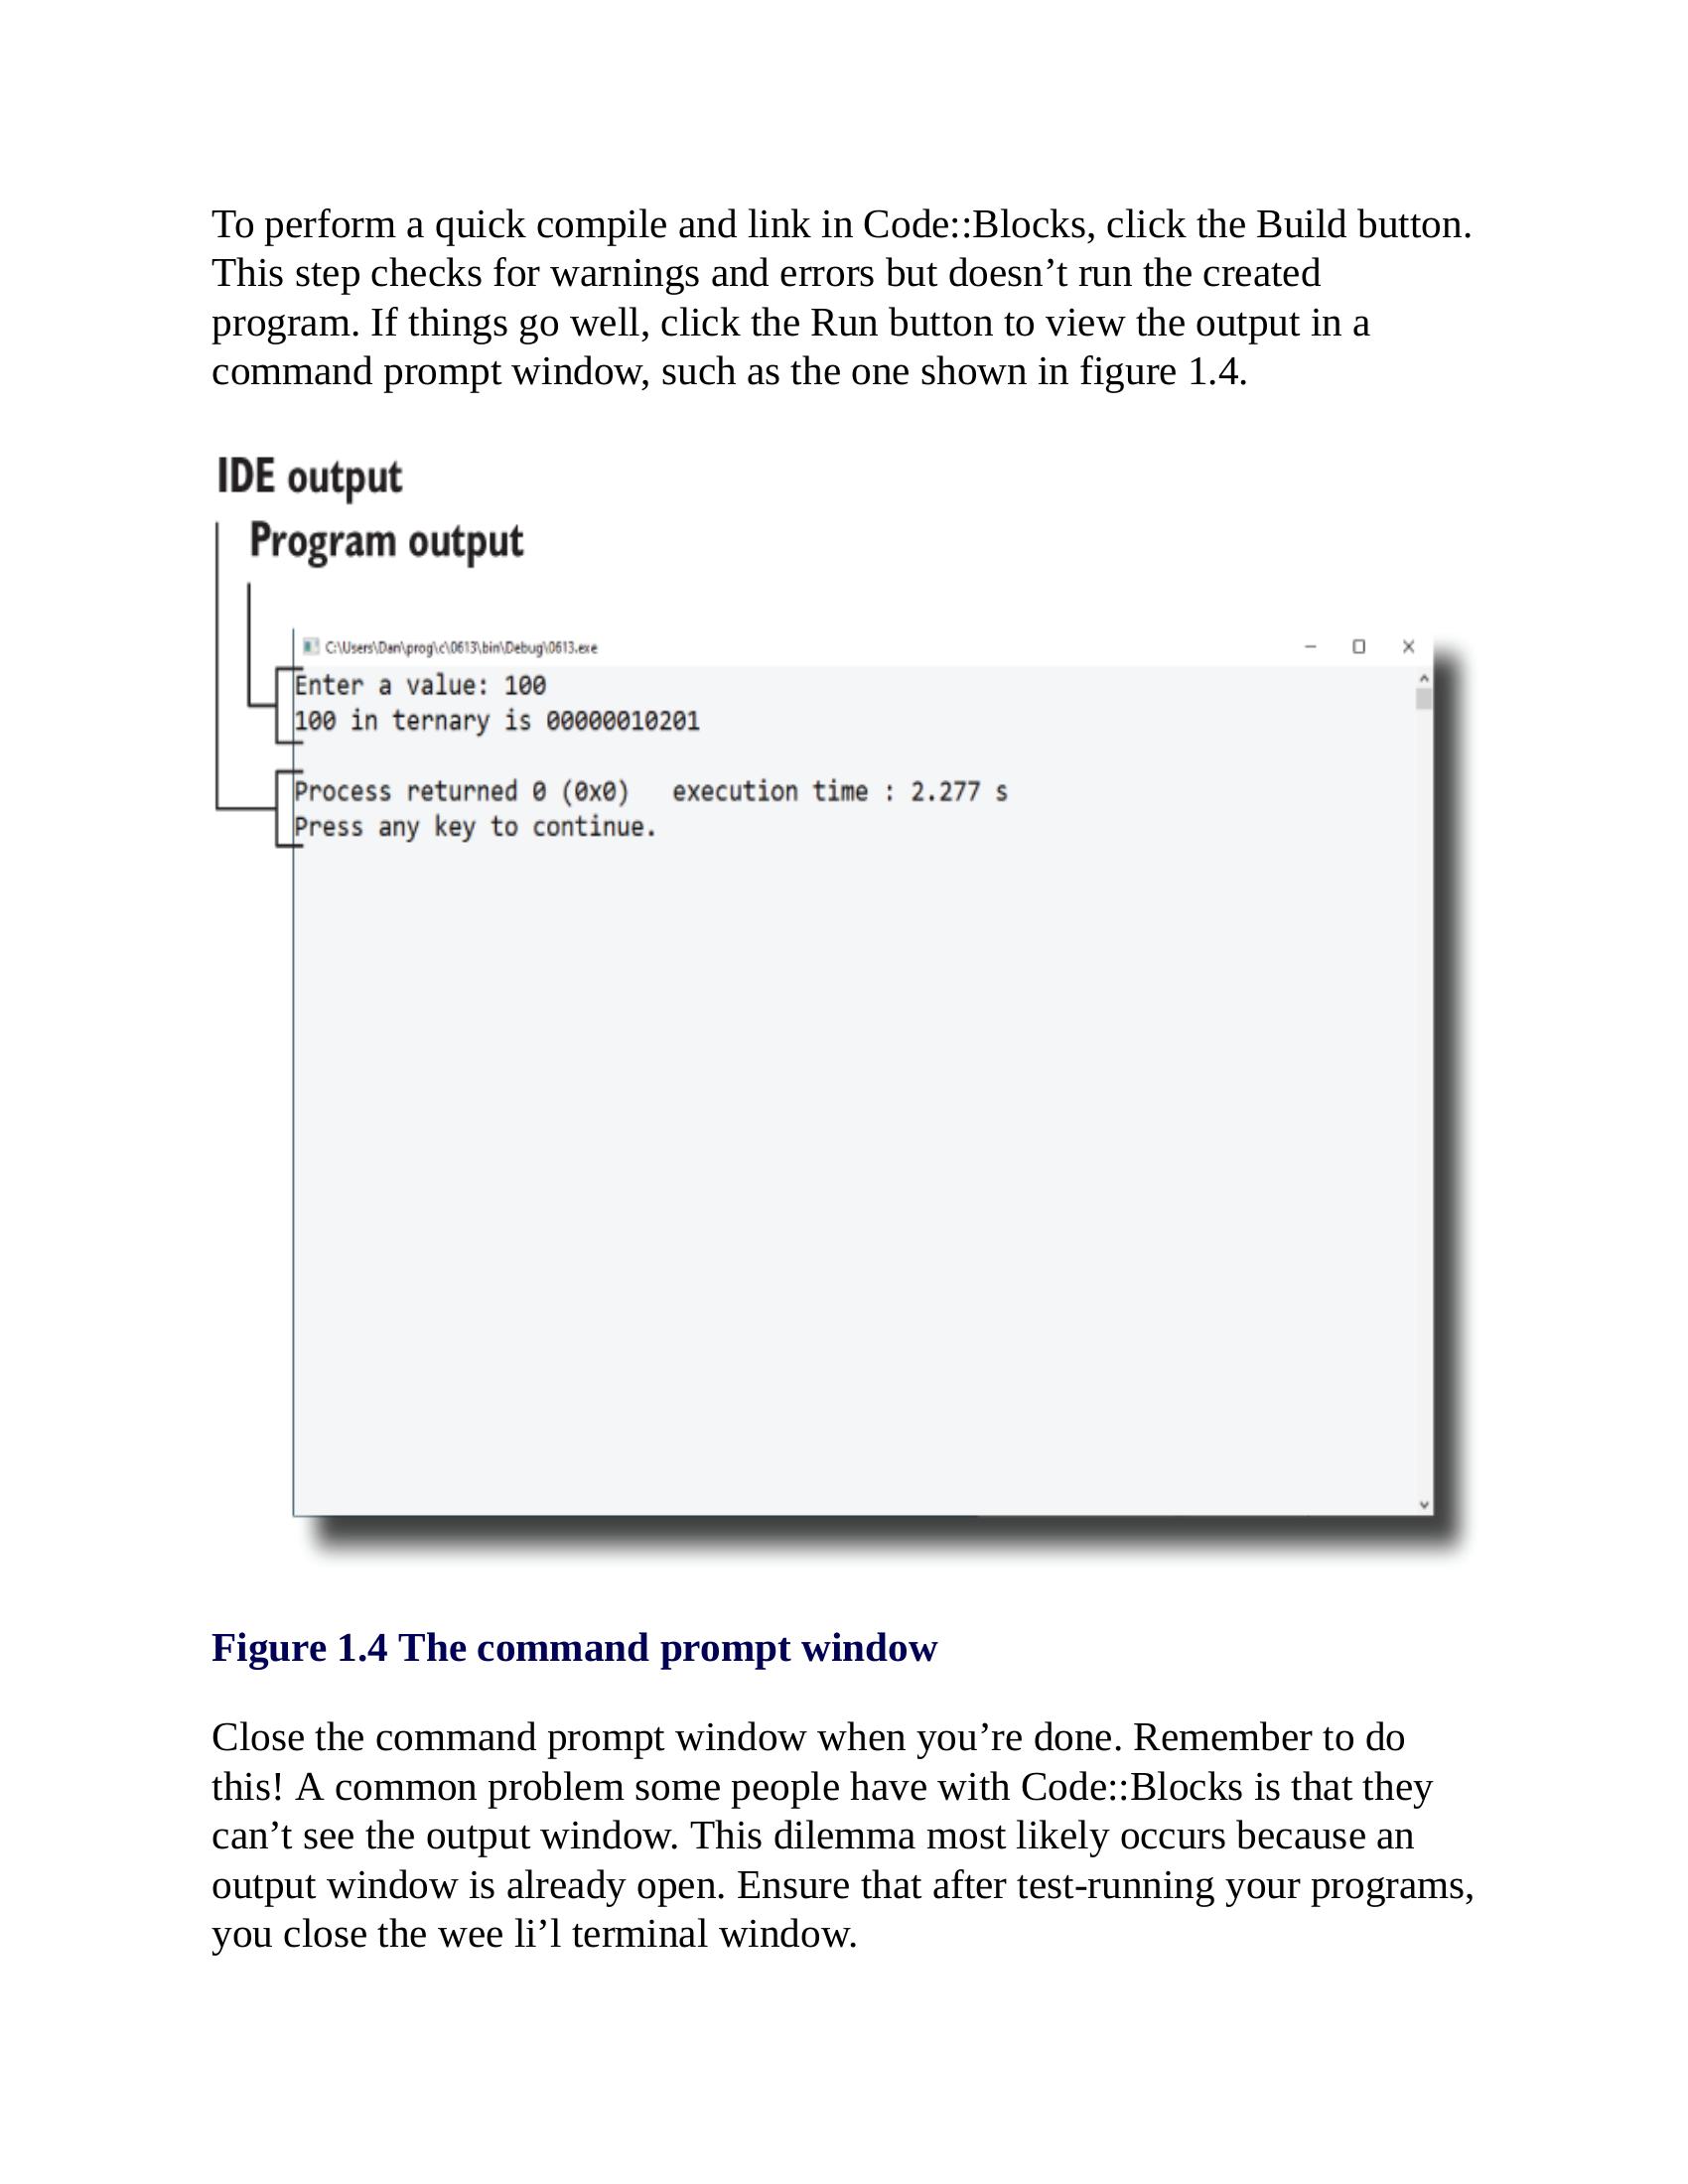 To perform a quick compile and link in Code::Blocks, click the Build button.
This step checks for warnings and errors but doesn’t run the created
program. If things go well, click the Run button to view the output in a
command prompt window, such as the one shown in figure 1.4.
IDE output
Program output
C:\Users\Dan\prog\c\0613\bin\Debug\0613.exe
Enter a value: 100
100 in ternary is 00000010201
Process returned 0 (0x0)   execution time : 2.277 s
Press any key to continue.
Figure 1.4 The command prompt window
Close the command prompt window when you’re done. Remember to do
this! A common problem some people have with Code::Blocks is that they
can’t see the output window. This dilemma most likely occurs because an
output window is already open. Ensure that after test-running your programs,
you close the wee li’l terminal window.